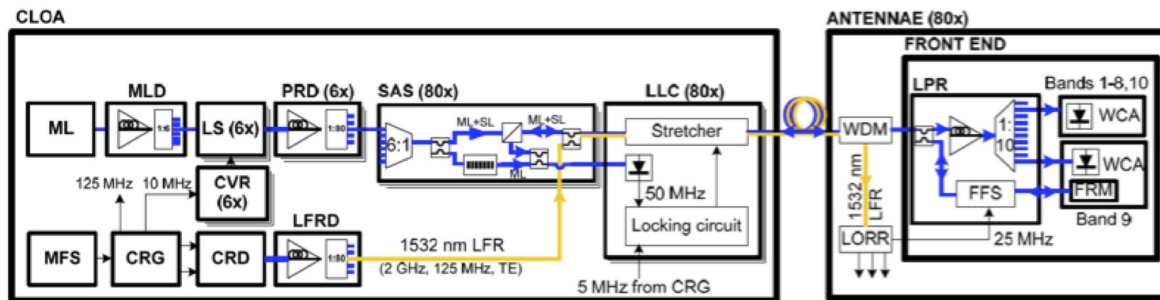 CLOA
ANTENNAE (80x)
FRONT END
MLD
PRD (6x)
SAS (80x)
LLC (80x)
LPR
Bands 1-8,10
ML
1:6
LS (6x)
1:80
6:1
ML+SL
ML+SL
ML
Stretcher
WDM
1:
10
WCA
WCA
125 MHz
10 MHz
CVR
(6x)
50 MHz
1532 nm
LFR
FFS
FRM
Band 9
LFRD
Locking circuit
MFS
CRG
CRD
1:80
1532 nm LFR
(2 GHz, 125 MHz, TE)
LORR
25 MHz
5 MHz from CRG